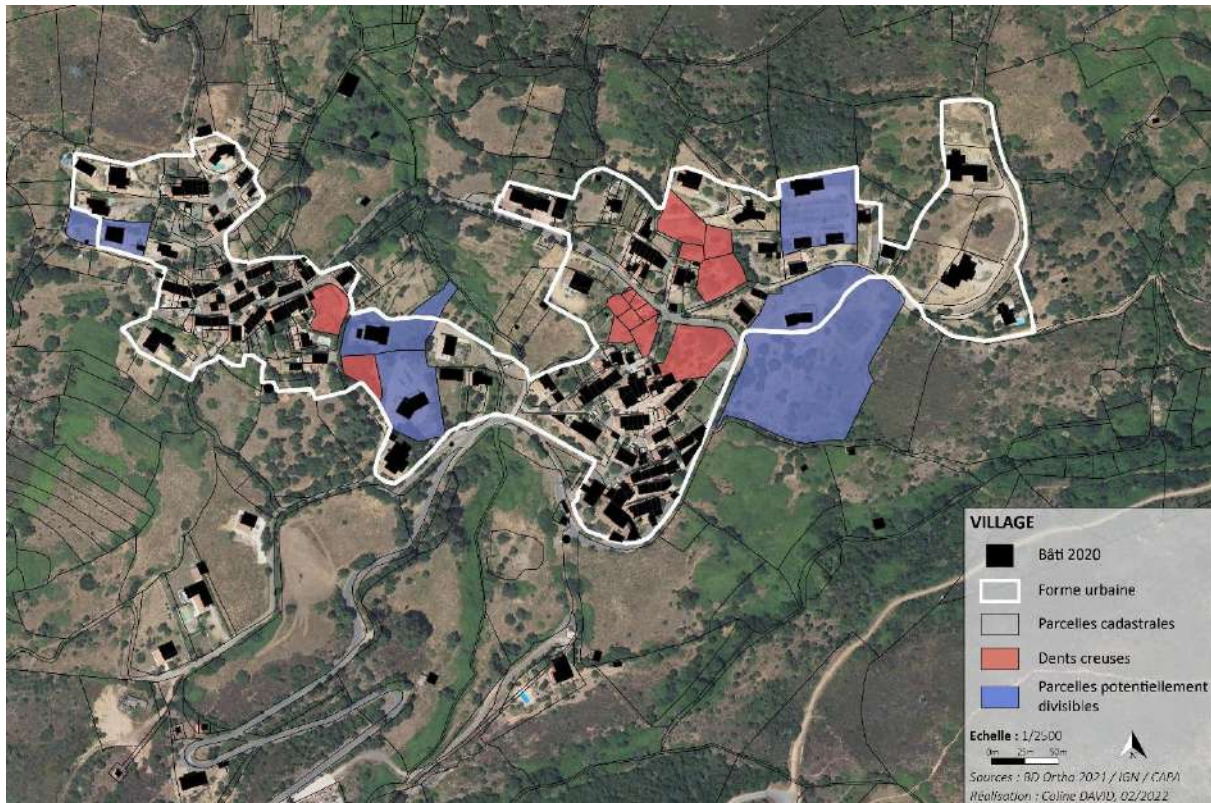 VILLAGE
Bâti 2020
Forme urbaine
Parcelles cadastrales
Dents creuses
Parcelles potentiellement
divisibles
Echelle : 1/2500
0m 25m 50m
Sources : BD Ortho 2021 / IGN / CAPA
Réalisation : Coline DAVID, 02/2022